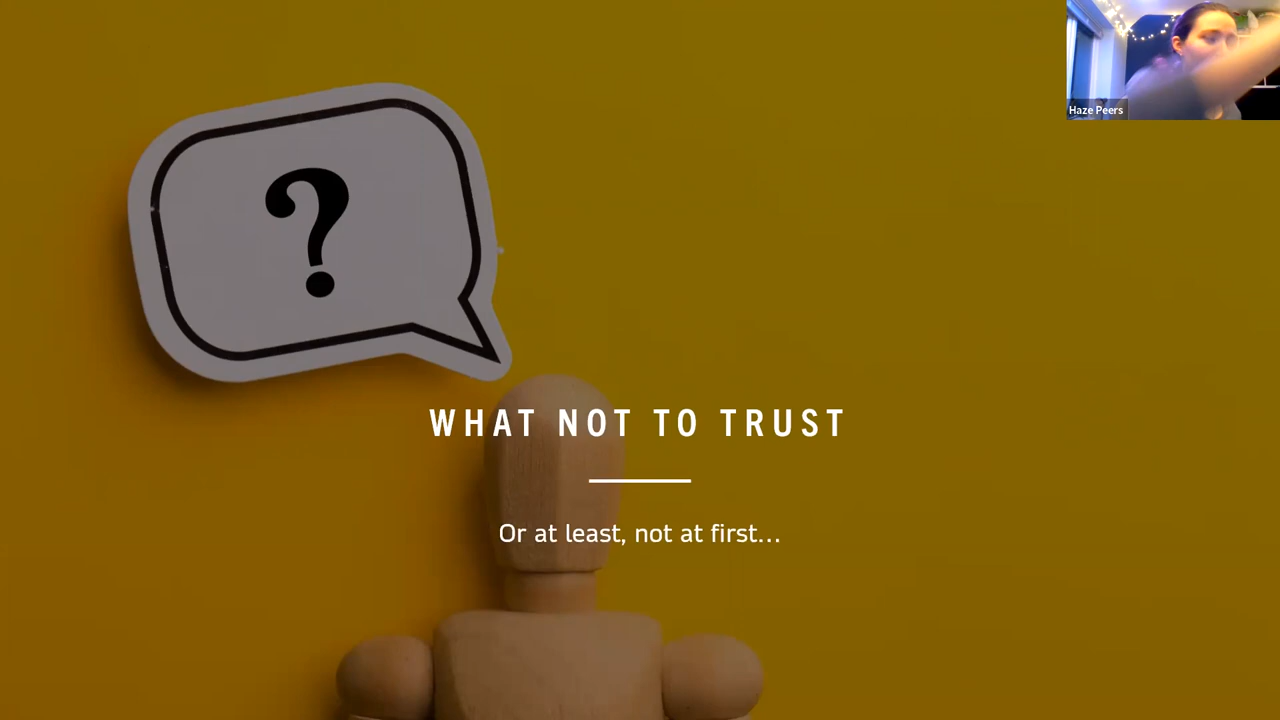 Haze Peers
?
WHAT NOT TO TRUST
Or at least, not at first...